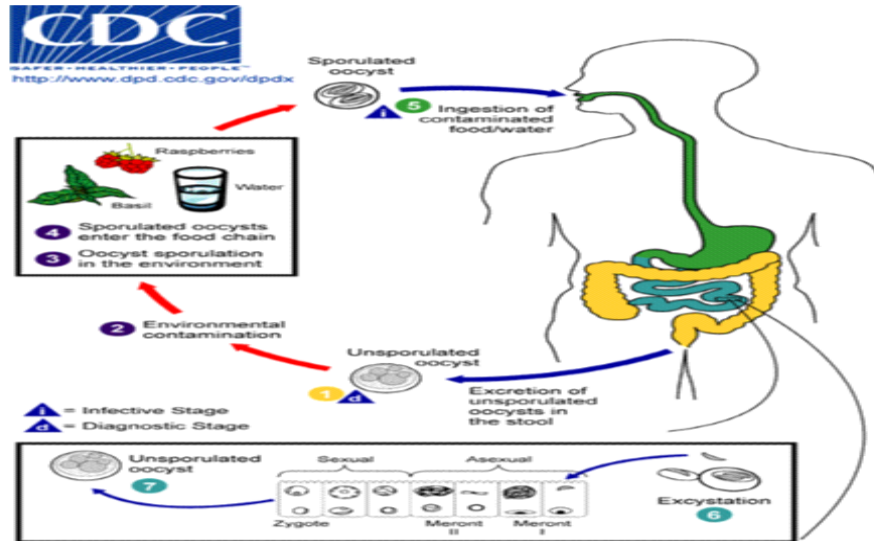 CDC
SAFER • HEALTHIER • PEOPLE™
http://www.dpd.cdc.gov/dpdx
Sporulated
oocyst
i
5
Ingestion of
contaminated
food/water
Raspberries
Basil
Water
4
Sporulated oocysts
enter the food chain
3
Oocyst sporulation
in the environment
2
Environmental
contamination
Unsporulated
oocyst
1
d
Excretion of
unsporulated
oocysts in
the stool
i = Infective Stage
d = Diagnostic Stage
Unsporulated
oocyst
7
Sexual
Asexual
Zygote
Meront
II
Meront
I
Excystation
6